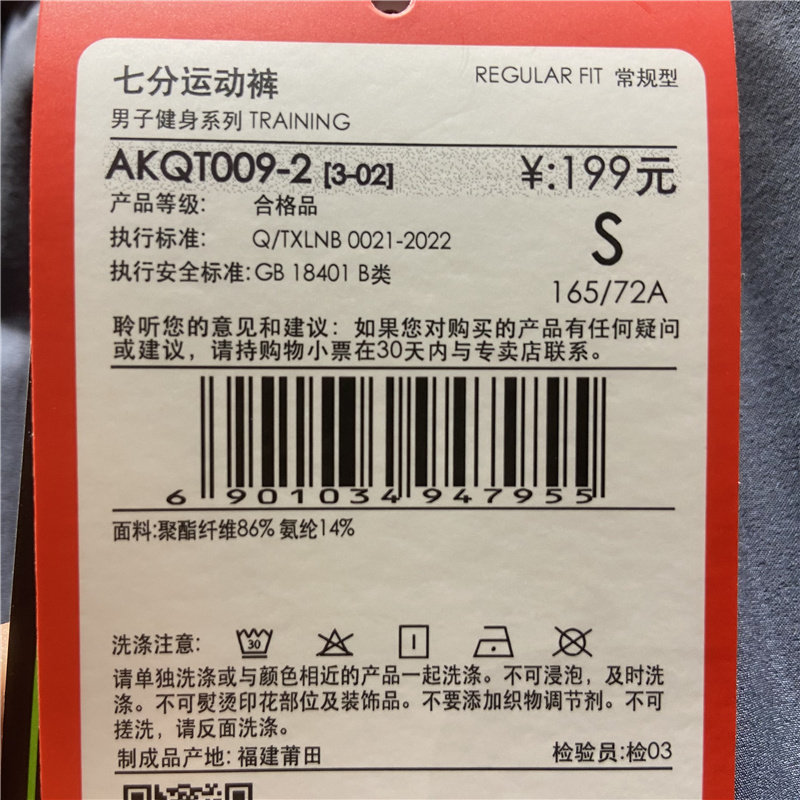 七分运动裤 REGULAR FIT 常规型
男子健身系列 TRAINING
AKQT009-2 [3-02] ¥:199元
产品等级: 合格品 S
执行标准: Q/TXLNB 0021-2022
执行安全标准:GB 18401 B类 165/72A
聆听您的意见和建议：如果您对购买的产品有任何疑问
或建议，请持购物小票在30天内与专卖店联系。
6 901034 947955
面料:聚酯纤维86% 氨纶14%
洗涤注意: 30
请单独洗涤或与颜色相近的产品一起洗涤。不可浸泡，及时洗
涤。不可熨烫印花部位及装饰品。不要添加织物调节剂。不可
搓洗，请反面洗涤。
制成品产地: 福建莆田 检验员:检03